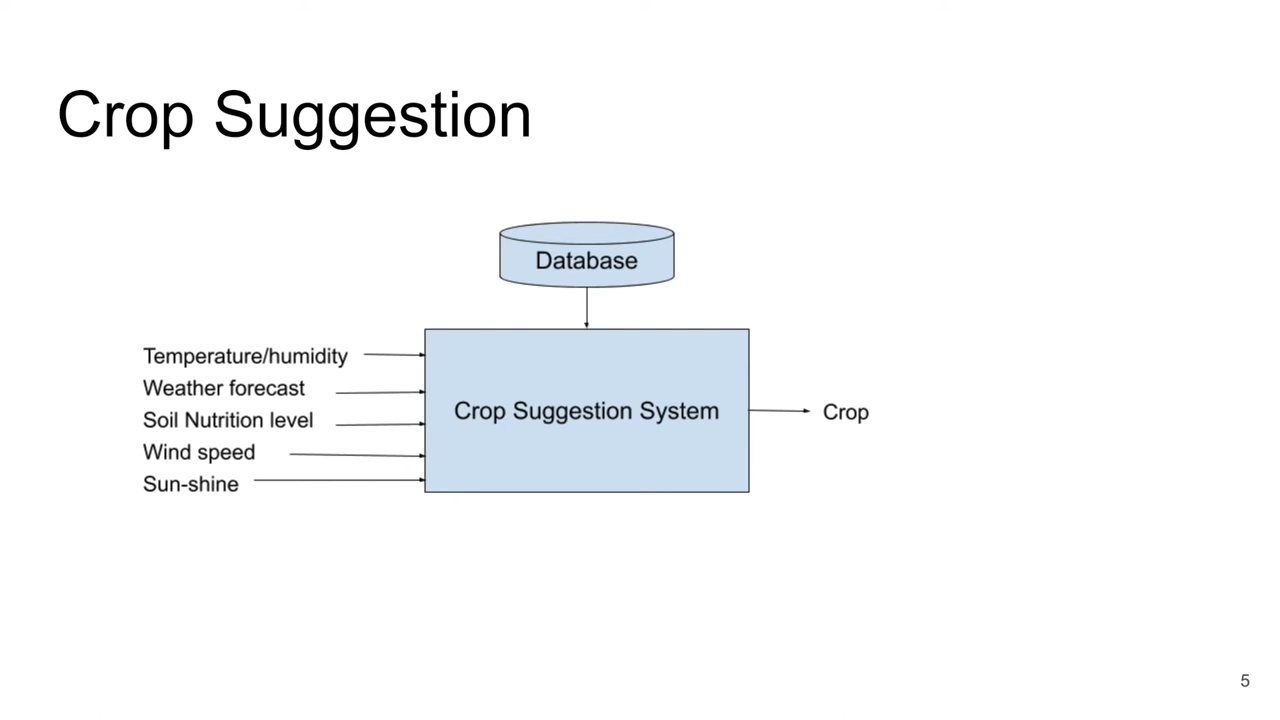 Crop Suggestion
Database
Temperature/humidity
Weather forecast
Soil Nutrition level
Wind speed
Sun-shine
Crop Suggestion System
Crop
5